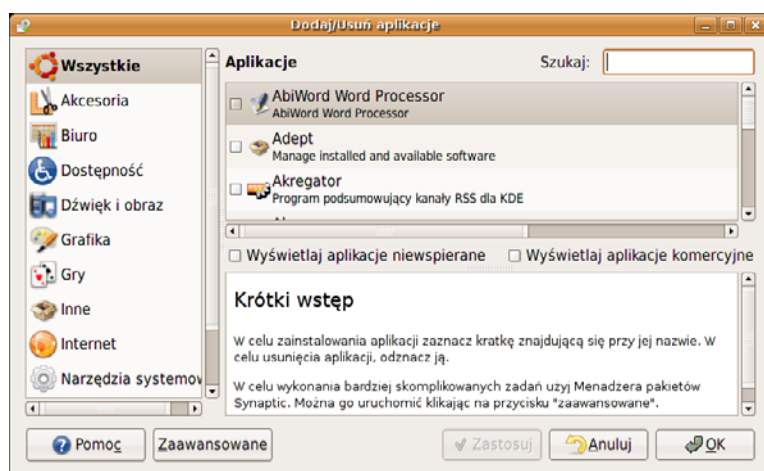 Dodaj/Usuń aplikacje
Wszystkie
Akcesoria
Biuro
Dostępność
Dźwięk i obraz
Grafika
Gry
Inne
Internet
Narzędzia systemow
Aplikacje
Szukaj:
AbiWord Word Processor
AbiWord Word Processor
Adept
Manage installed and available software
Akregator
Program podsumowujący kanały RSS dla KDE
Wyświetlaj aplikacje niewspierane
Wyświetlaj aplikacje komercyjne
Krótki wstęp
W celu zainstalowania aplikacji zaznacz kratkę znajdującą się przy jej nazwie. W
celu usunięcia aplikacji, odznacz ją.
W celu wykonania bardziej skomplikowanych zadań użyj Menadżera pakietów
Synaptic. Można go uruchomić klikając na przycisku "zaawansowane".
Pomoc
Zaawansowane
Zastosuj
Anuluj
OK